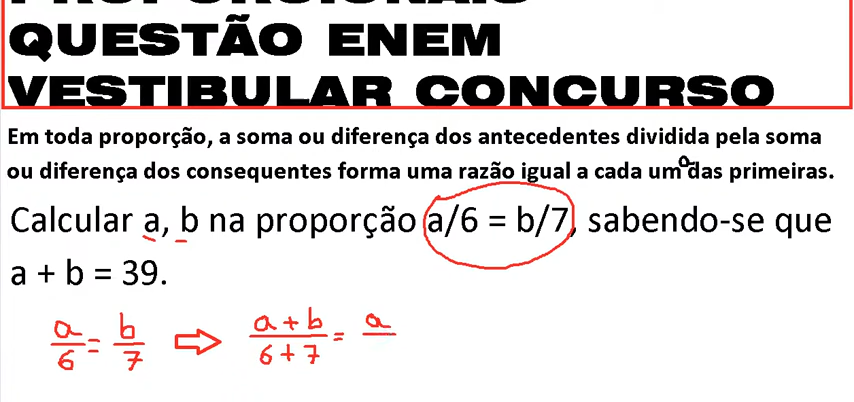 PROPORCIONAIS
QUESTÃO ENEM
VESTIBULAR CONCURSO
Em toda proporção, a soma ou diferença dos antecedentes dividida pela soma
ou diferença dos consequentes forma uma razão igual a cada uma das primeiras.
Calcular a, b na proporção a/6 = b/7, sabendo-se que
a + b = 39.
a/6 = b/7 ⇨ a + b/6 + 7 = a